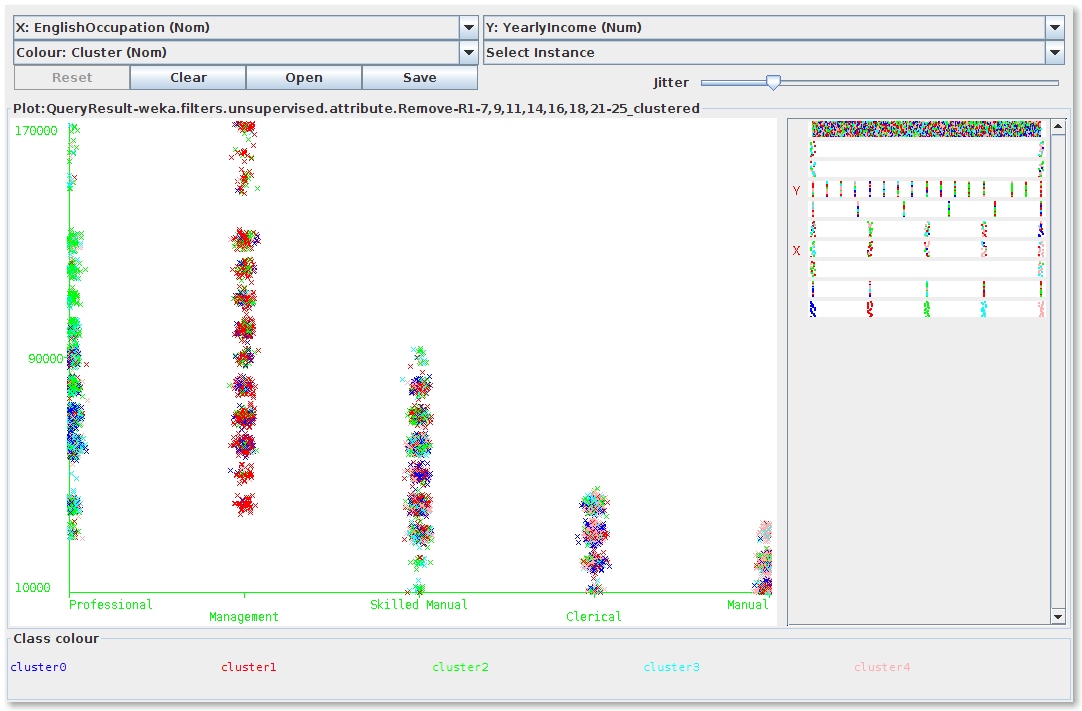 X: EnglishOccupation (Nom) Y: YearlyIncome (Num)
Colour: Cluster (Nom) Select Instance
Reset Clear Open Save Jitter
Plot:QueryResult-weka.filters.unsupervised.attribute.Remove-R1-7,9,11,14,16,18,21-25_clustered
170000
Y
X
90000
10000
Professional Skilled Manual Manual
Management Clerical
Class colour
cluster0 cluster1 cluster2 cluster3 cluster4